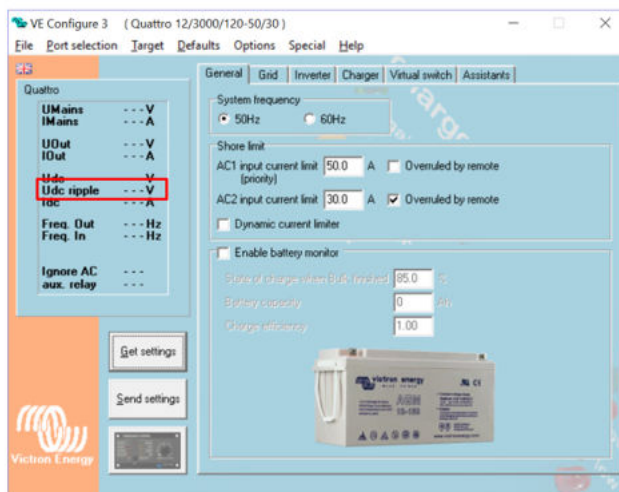 VE Configure 3 ( Quattro 12/3000/120-50/30 )
File Port selection Target Defaults Options Special Help
Quattro
UMains - - - V
IMains - - - A
UOut - - - V
IOut - - - A
Udc - - - V
Udc ripple - - - V
Idc - - - A
Freq. Out - - - Hz
Freq. In - - - Hz
Ignore AC - - -
aux. relay - - -
Get settings
Send settings
Victron Energy
General Grid Inverter Charger Virtual switch Assistants
System frequency
50Hz 60Hz
Shore limit
AC1 input current limit 50.0 A Overruled by remote
(priority)
AC2 input current limit 30.0 A Overruled by remote
Dynamic current limiter
Enable battery monitor
State of charge when Bulk finished 85.0 %
Battery capacity 0 Ah
Charge efficiency 1.00
victron energy
AGM